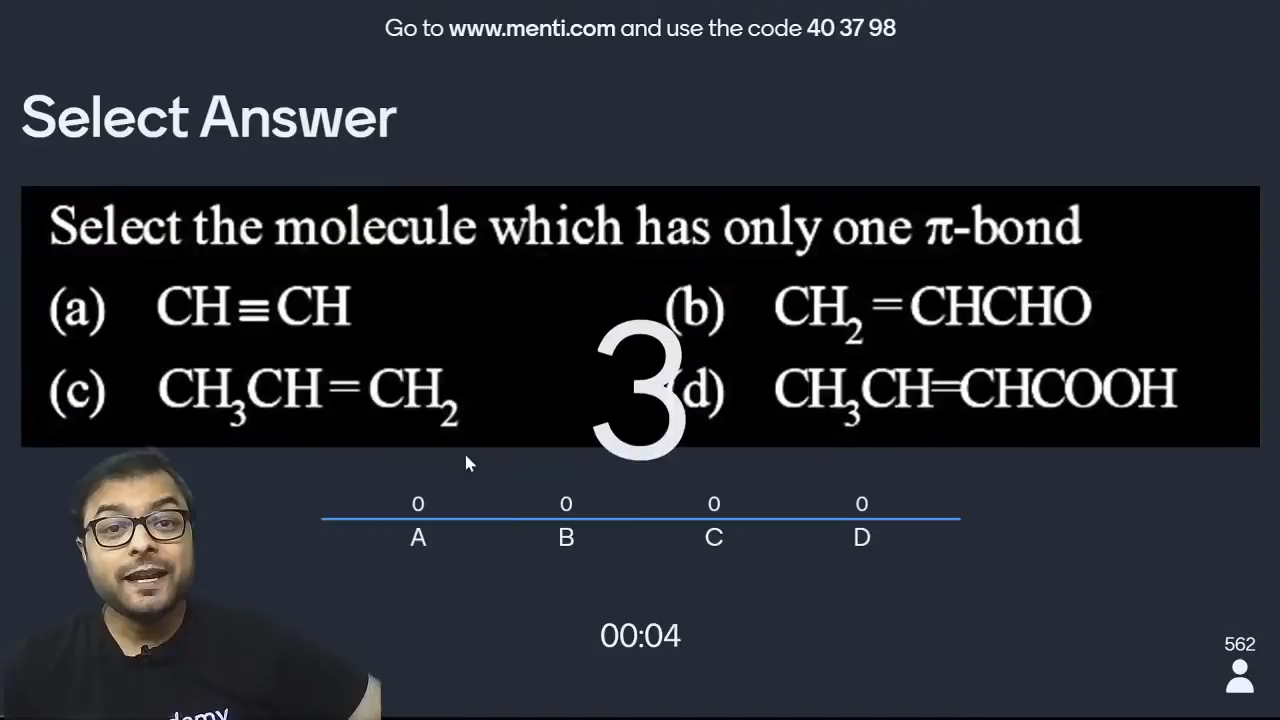 Go to www.menti.com and use the code 40 37 98
Select Answer
Select the molecule which has only one π-bond
(a) CH≡CH (b) CH₂=CHCHO
(c) CH₃CH=CH₂ (d) CH₃CH=CHCOOH
3
0 0 0 0
A B C D
00:04
562
demy